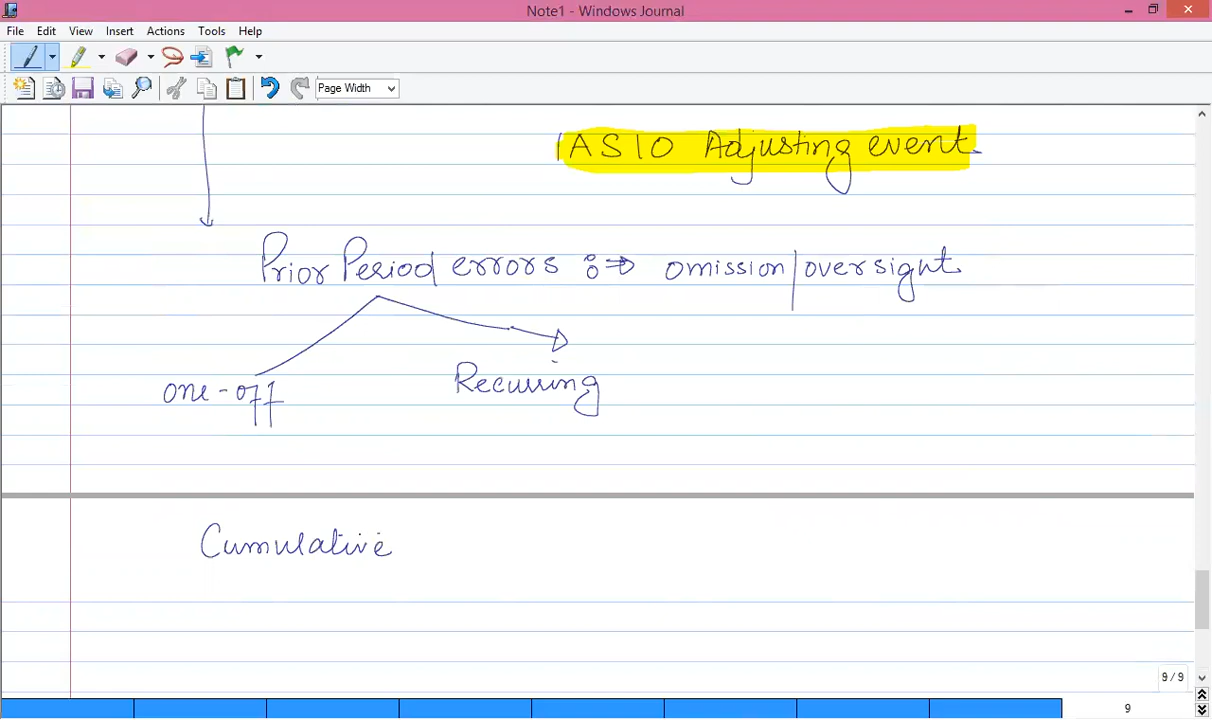 Note1 - Windows Journal
File Edit View Insert Actions Tools Help
Page Width
IAS 10 Adjusting event
Prior Period errors :⇒ omission/oversight
one-off
Recurring
Cumulative
9 / 9
9